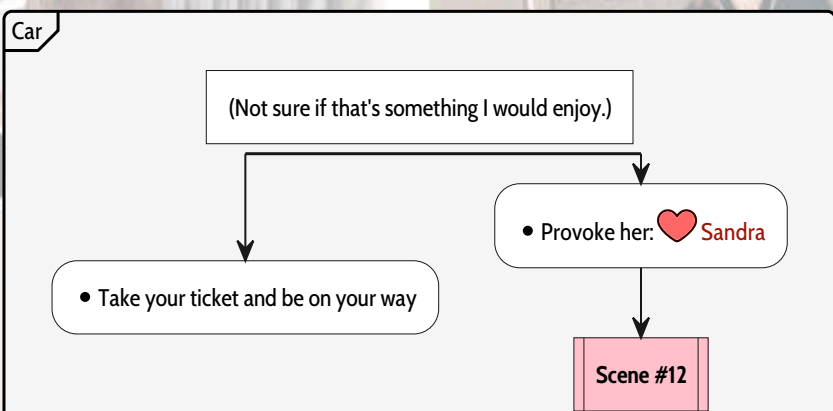 Car
(Not sure if that's something I would enjoy.)
• Provoke her: Sandra
• Take your ticket and be on your way
Scene #12